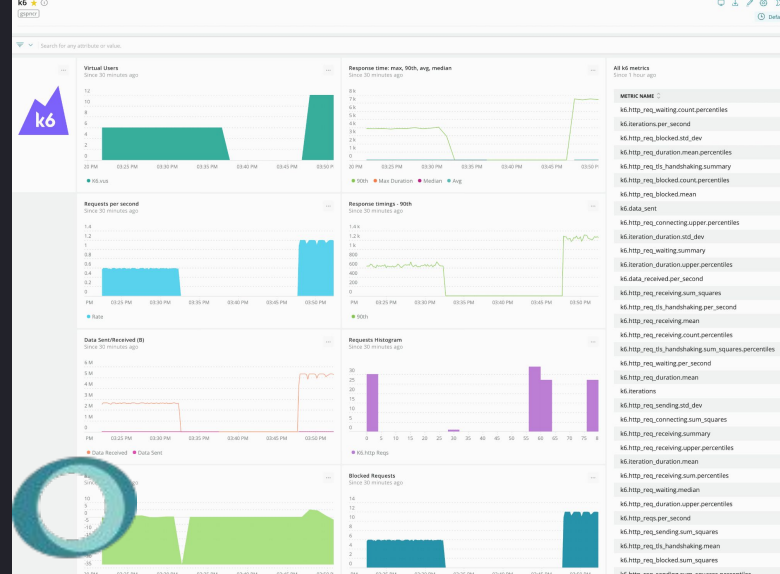 k6
gspncr
Defa
Search for any attribute or value.
k6
Virtual Users
Since 30 minutes ago
12
10
8
6
4
2
0
20 PM 03:25 PM 03:30 PM 03:35 PM 03:40 PM 03:45 PM 03:50 P
K6.vus
Response time: max, 90th, avg, median
Since 30 minutes ago
8 k
7 k
6 k
5 k
4 k
3 k
2 k
1 k
0
20 PM 03:25 PM 03:30 PM 03:35 PM 03:40 PM 03:45 PM 03:50 P
90th Max Duration Median Avg
Requests per second
Since 30 minutes ago
1.4
1.2
1
0.8
0.6
0.4
0.2
0
PM 03:25 PM 03:30 PM 03:35 PM 03:40 PM 03:45 PM 03:50 PM
Rate
Response timings - 90th
Since 30 minutes ago
1.4 k
1.2 k
1 k
800
600
400
200
0
PM 03:25 PM 03:30 PM 03:35 PM 03:40 PM 03:45 PM 03:50 PM
90th
Data Sent/Received (B)
Since 30 minutes ago
6 M
5 M
4 M
3 M
2 M
1 M
0
PM 03:25 PM 03:30 PM 03:35 PM 03:40 PM 03:45 PM 03:50 PM
Data Received Data Sent
Requests Histogram
Since 30 minutes ago
30
25
20
15
10
5
0
0 5 10 15 20 25 30 35 40 45 50 55 60 65 70 75 8
K6.http Reqs
minutes ago
10
5
0
-5
-10
Blocked Requests
Since 30 minutes ago
14
12
10
8
6
4
2
0
All k6 metrics
Since 1 hour ago
METRIC NAME
k6.http_req_waiting.count.percentiles
k6.iterations.per_second
k6.http_req_blocked.std_dev
k6.http_req_duration.mean.percentiles
k6.http_req_tls_handshaking.summary
k6.http_req_blocked.count.percentiles
k6.http_req_blocked.mean
k6.data_sent
k6.http_req_connecting.upper.percentiles
k6.iteration_duration.std_dev
k6.http_req_waiting.summary
k6.iteration_duration.upper.percentiles
k6.data_received.per_second
k6.http_req_receiving.sum_squares
k6.http_req_tls_handshaking.per_second
k6.http_req_receiving.mean
k6.http_req_receiving.count.percentiles
k6.http_req_tls_handshaking.sum_squares.percentiles
k6.http_req_waiting.per_second
k6.http_req_duration.mean
k6.iterations
k6.http_req_sending.std_dev
k6.http_req_connecting.sum_squares
k6.http_req_receiving.summary
k6.http_req_receiving.upper.percentiles
k6.iteration_duration.mean
k6.http_req_receiving.sum.percentiles
k6.http_req_waiting.median
k6.http_req_duration.upper.percentiles
k6.http_reqs.per_second
k6.http_req_sending.sum_squares
k6.http_req_tls_handshaking.mean
k6.http_req_blocked.sum_squares